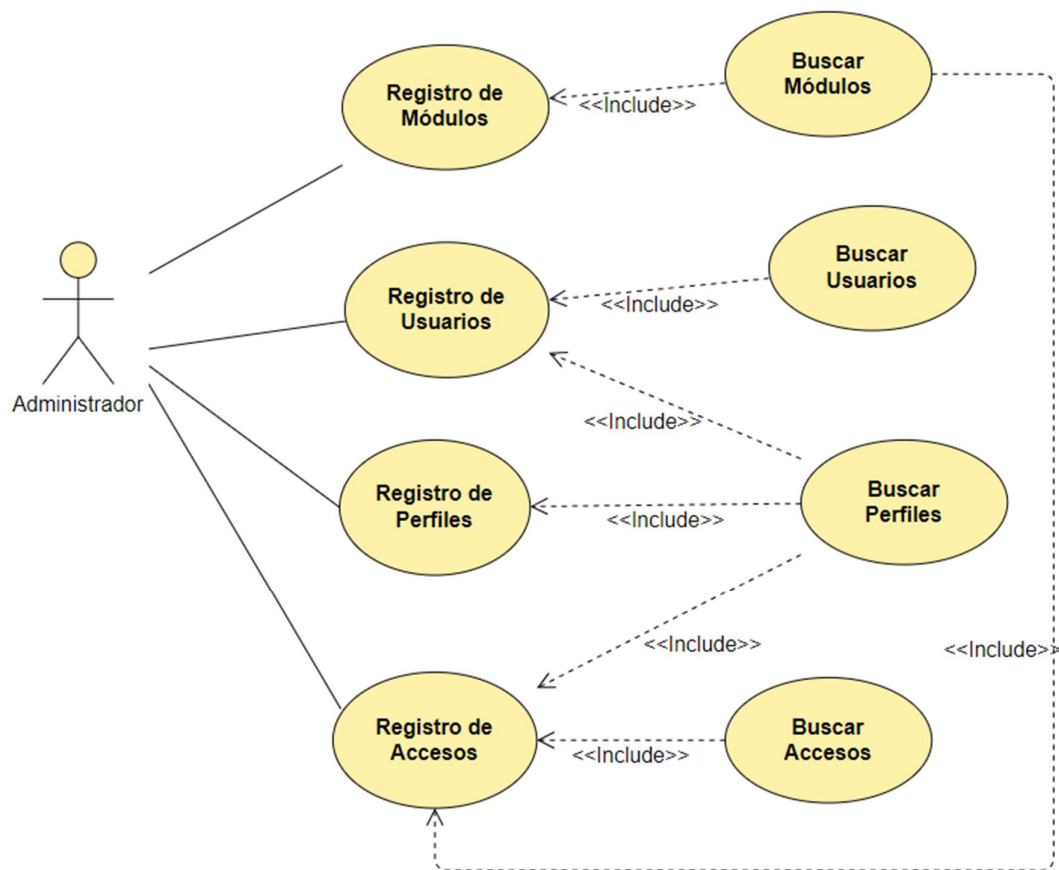 Buscar
Módulos
Registro de
Módulos
<<Include>>
Buscar
Usuarios
Registro de
Usuarios
<<Include>>
Administrador
<<Include>>
Registro de
Perfiles
Buscar
Perfiles
<<Include>>
<<Include>>
<<Include>>
Registro de
Accesos
Buscar
Accesos
<<Include>>